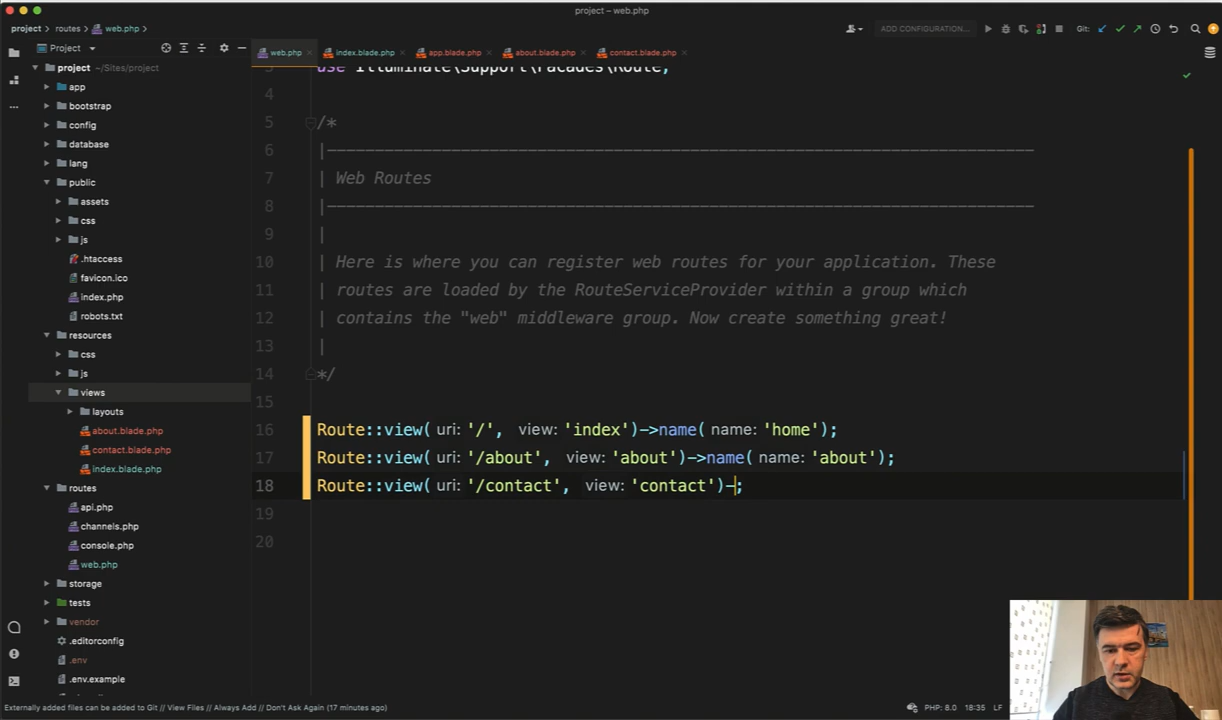 project – web.php
project
routes
web.php
ADD CONFIGURATION...
Git:
Project
web.php
index.blade.php
app.blade.php
about.blade.php
contact.blade.php
project ~/Sites/project
app
bootstrap
config
database
lang
public
assets
css
js
.htaccess
favicon.ico
index.php
robots.txt
resources
css
js
views
layouts
about.blade.php
contact.blade.php
index.blade.php
routes
api.php
channels.php
console.php
web.php
storage
tests
vendor
.editorconfig
.env
.env.example
use Illuminate\Support\Facades\Route;
4
5 /*
6 |--------------------------------------------------------------------------
7 | Web Routes
8 |--------------------------------------------------------------------------
9 |
10 | Here is where you can register web routes for your application. These
11 | routes are loaded by the RouteServiceProvider within a group which
12 | contains the "web" middleware group. Now create something great!
13 |
14 */
15
16 Route::view( uri: '/', view: 'index')->name( name: 'home');
17 Route::view( uri: '/about', view: 'about')->name( name: 'about');
18 Route::view( uri: '/contact', view: 'contact')-;
19
20
Externally added files can be added to Git // View Files // Always Add // Don't Ask Again (17 minutes ago)
PHP: 8.0 18:35 LF